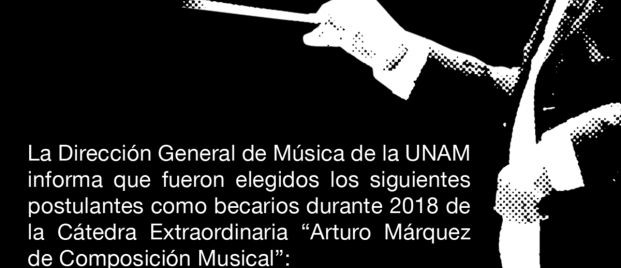 La Dirección General de Música de la UNAM
informa que fueron elegidos los siguientes
postulantes como becarios durante 2018 de
la Cátedra Extraordinaria “Arturo Márquez
de Composición Musical”: